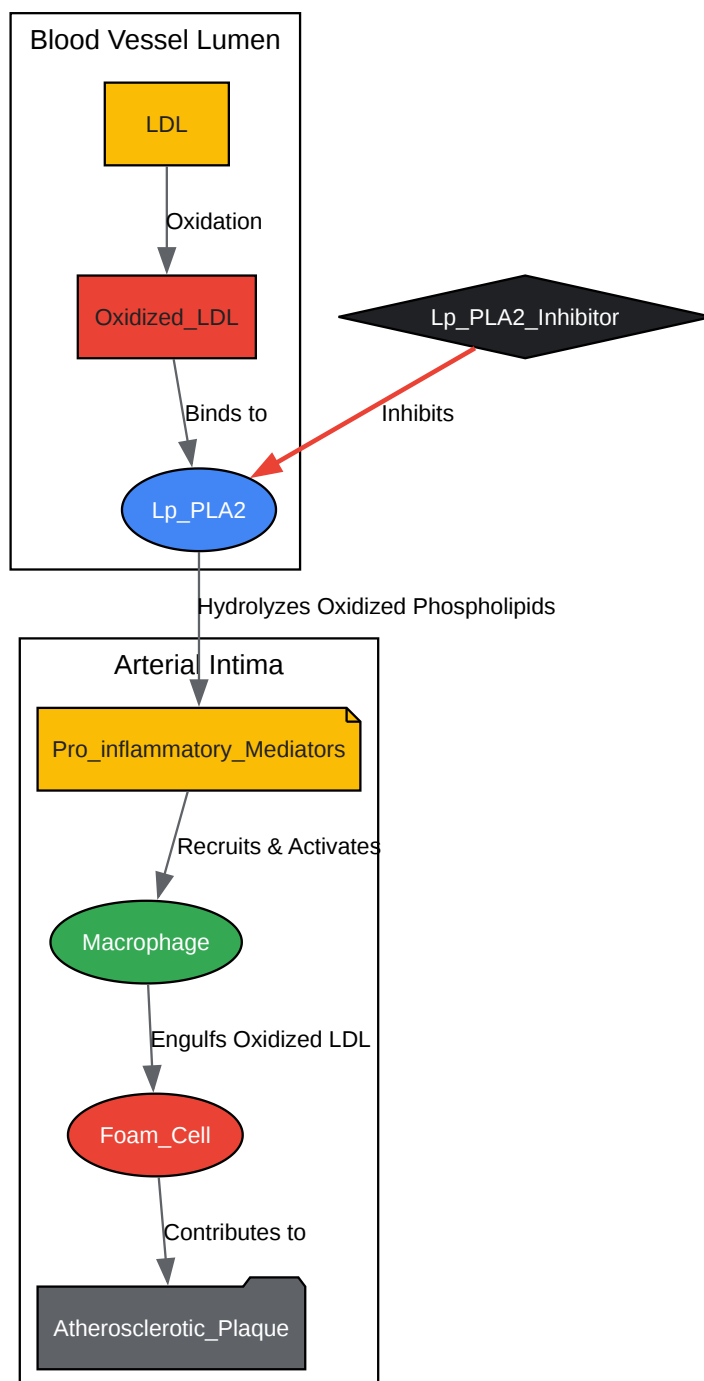 Blood Vessel Lumen
LDL
Oxidation
Oxidized_LDL
Lp_PLA2_Inhibitor
Binds to
Inhibits
Lp_PLA2
Hydrolyzes Oxidized Phospholipids
Arterial Intima
Pro_inflammatory_Mediators
Recruits & Activates
Macrophage
Engulfs Oxidized LDL
Foam_Cell
Contributes to
Atherosclerotic_Plaque